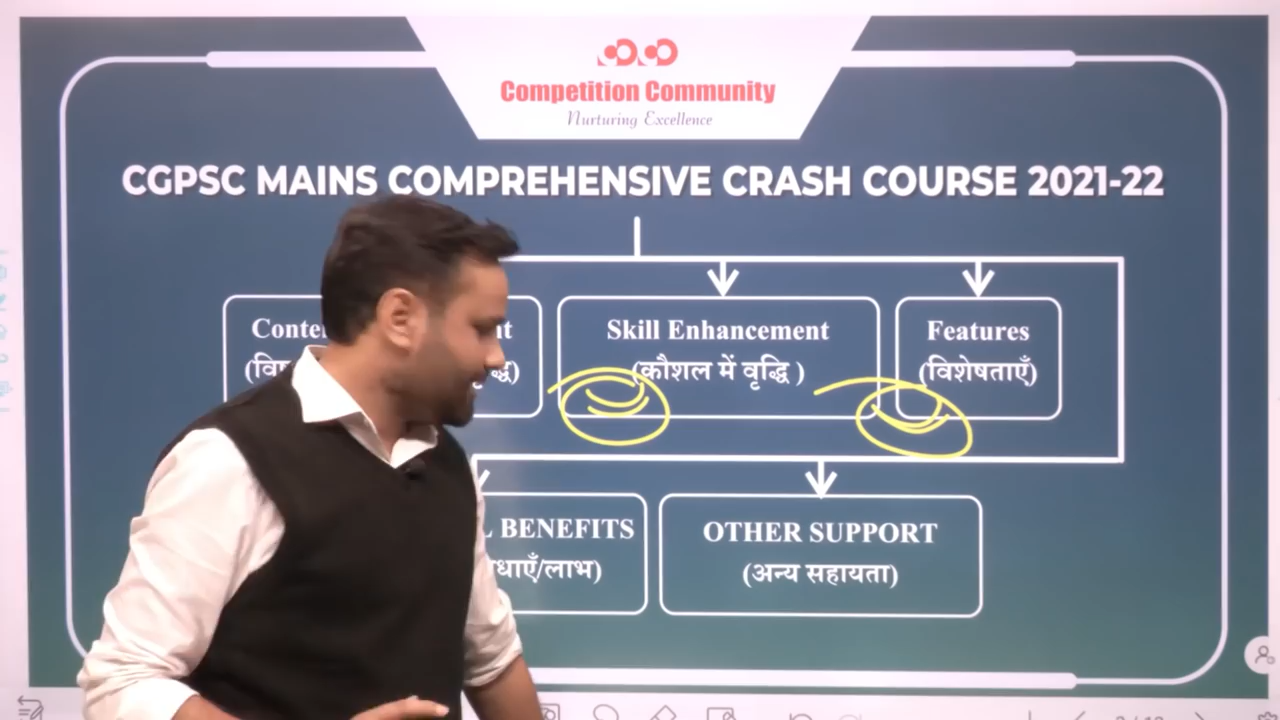 Competition Community
Nurturing Excellence
CGPSC MAINS COMPREHENSIVE CRASH COURSE 2021-22
Skill Enhancement
(कौशल में वृद्धि )
Features
(विशेषताएँ)
BENEFITS
OTHER SUPPORT
(अन्य सहायता)